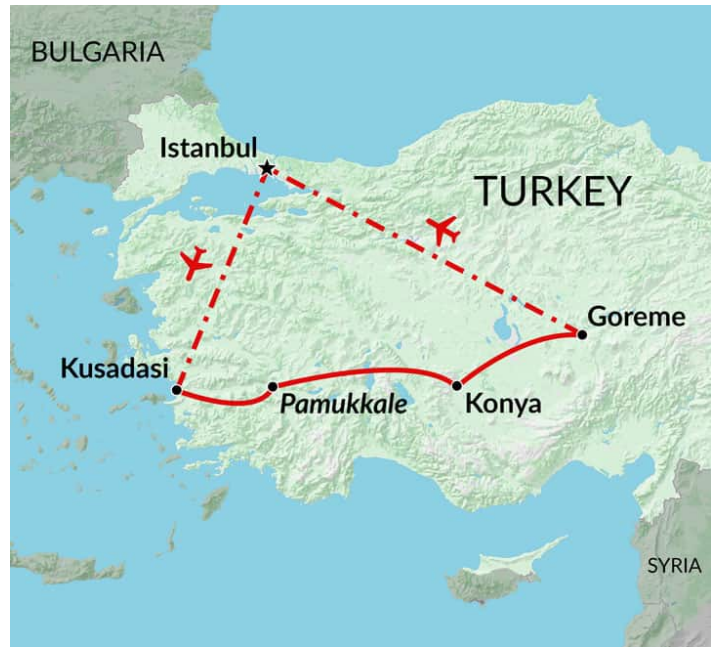 BULGARIA
Istanbul
TURKEY
Goreme
Kusadasi
Pamukkale
Konya
SYRIA